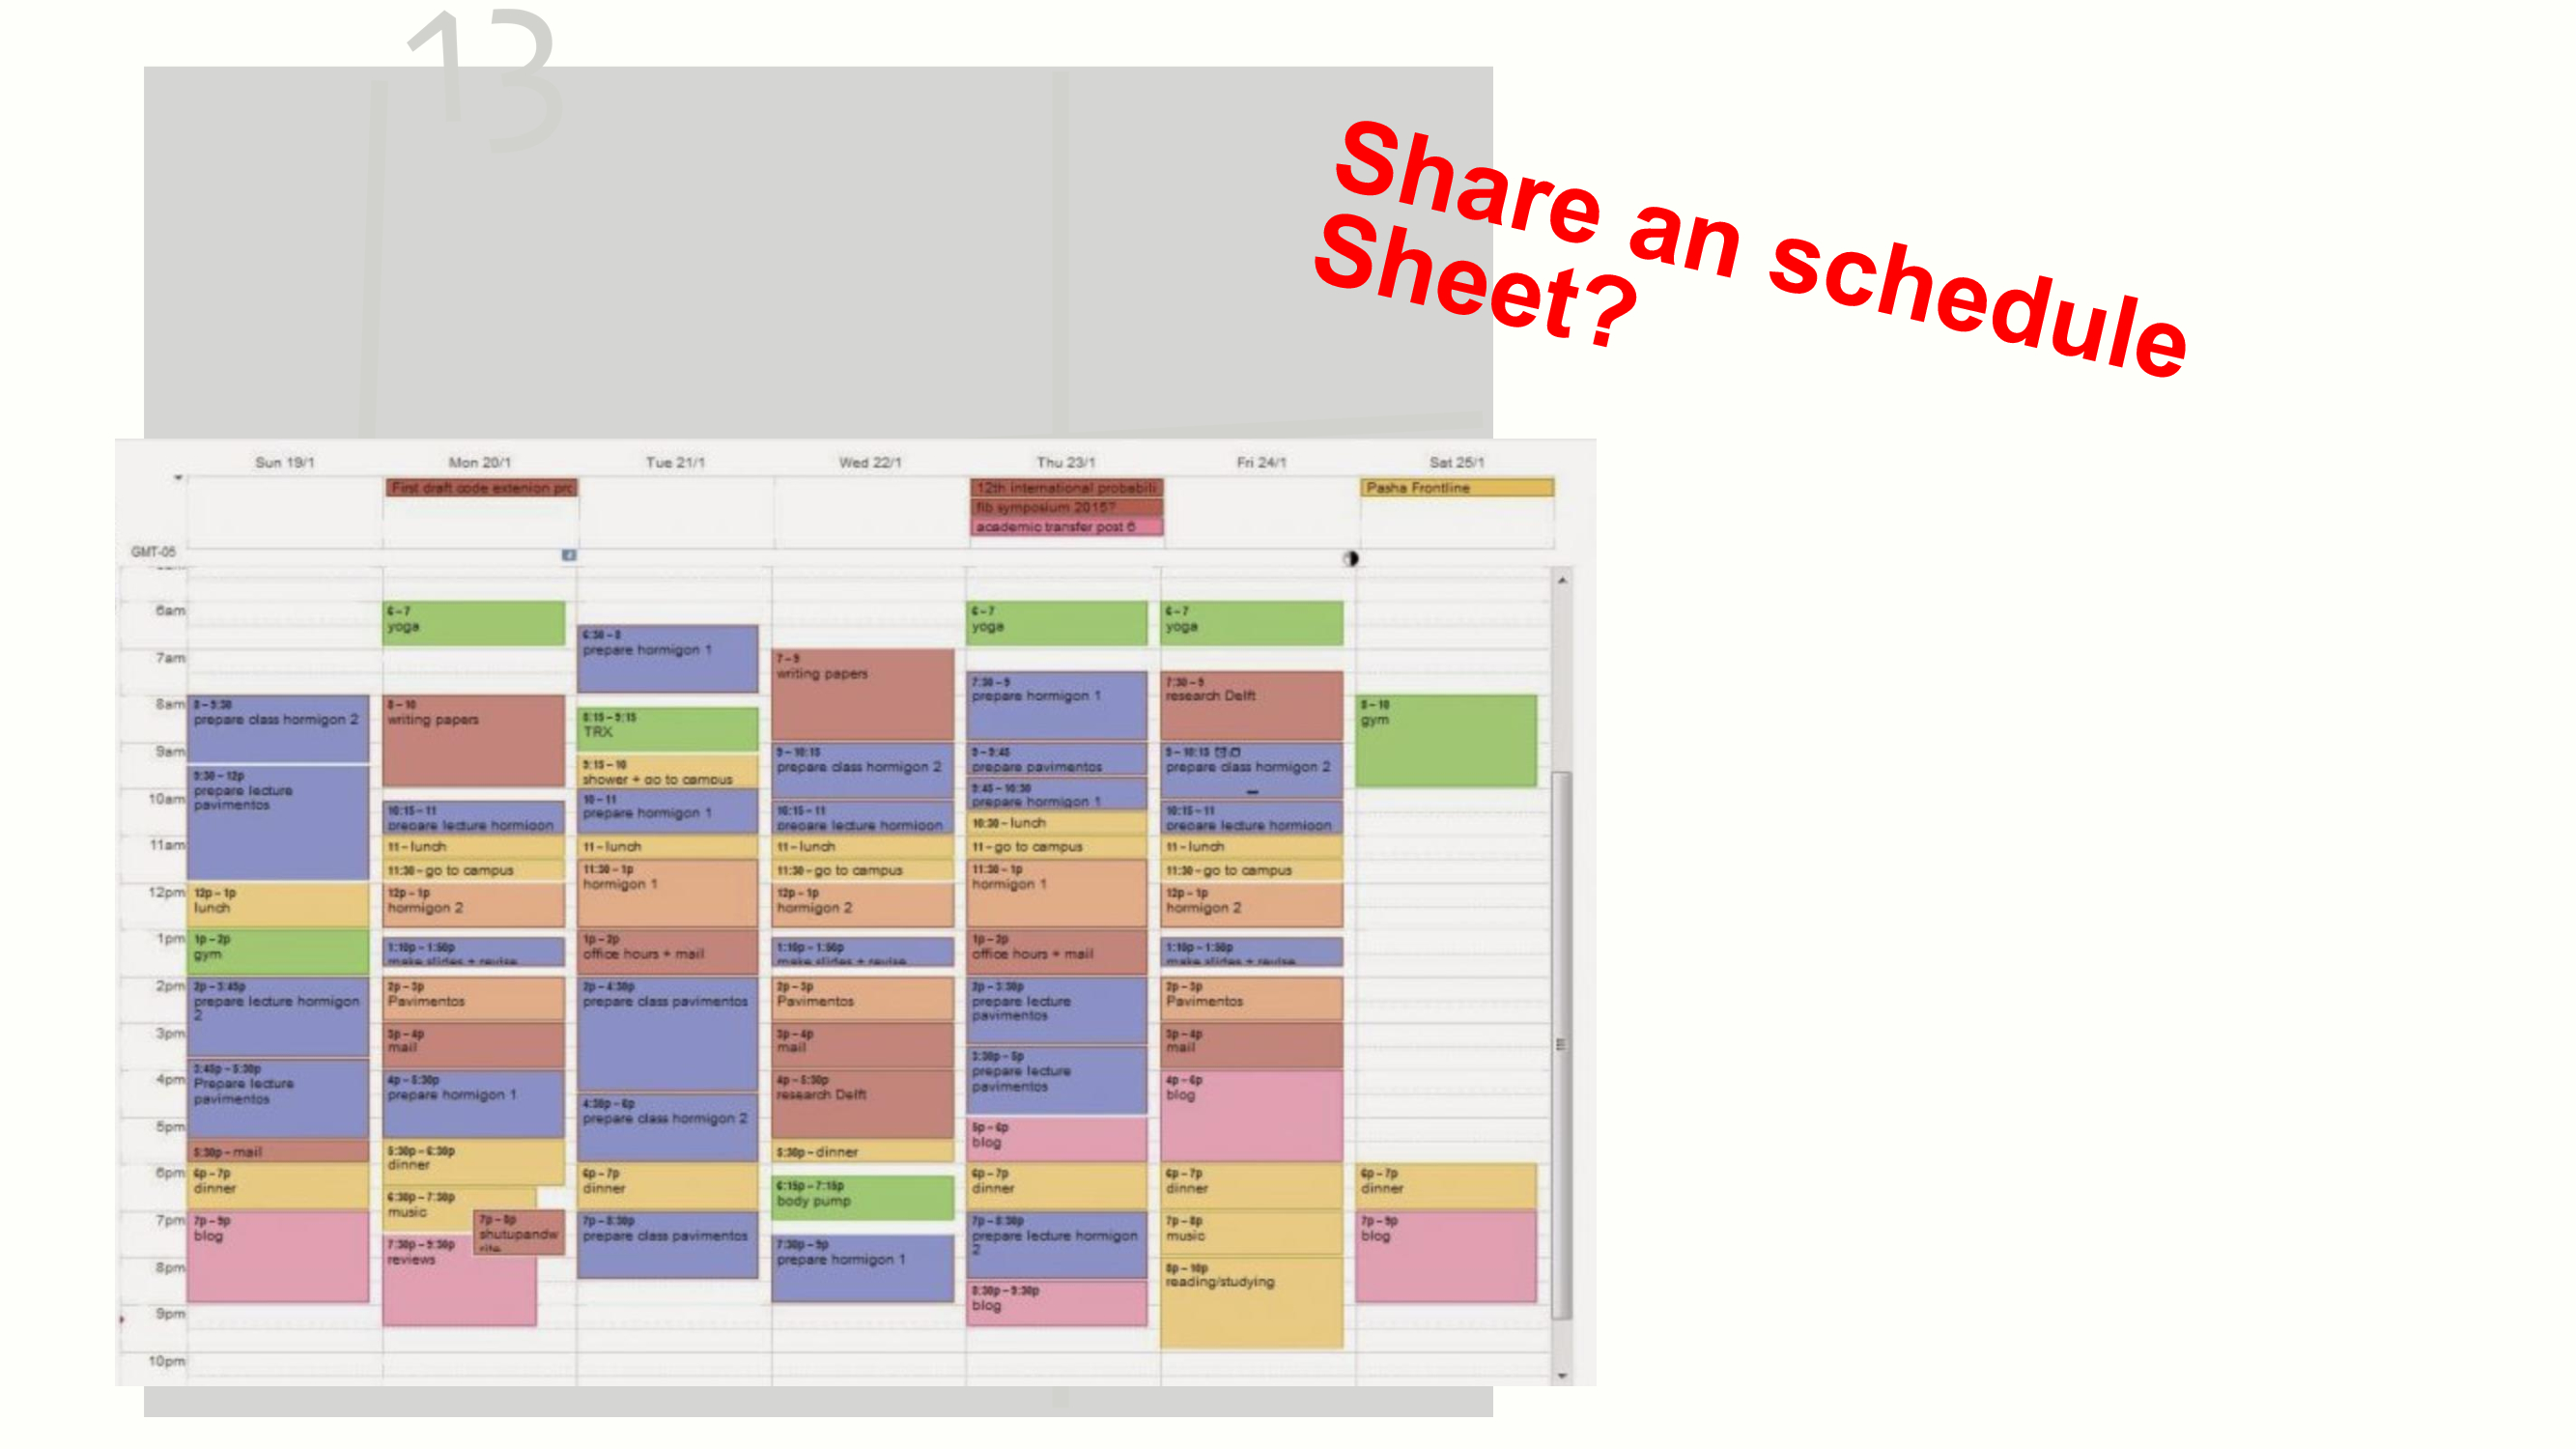 13
Share an schedule
Sheet?
Sun 19/1 Mon 20/1 Tue 21/1 Wed 22/1 Thu 23/1 Fri 24/1 Sat 25/1
First draft code extenion prc
12th international probabili
fib symposium 2015?
academic transfer post 6
Pasha Frontline
GMT-05
6am
7am
8am
9am
10am
11am
12pm
1pm
2pm
3pm
4pm
5pm
6pm
7pm
8pm
9pm
10pm
8 – 9:30
prepare class hormigon 2
9:30 – 12p
prepare lecture
pavimentos
12p – 1p
lunch
1p – 2p
gym
2p – 3:45p
prepare lecture hormigon
2
3:45p – 5:30p
Prepare lecture
pavimentos
5:30p – mail
6p – 7p
dinner
7p – 9p
blog
6 – 7
yoga
8 – 10
writing papers
10:15 – 11
prepare lecture hormigon
11 – lunch
11:30 – go to campus
12p – 1p
hormigon 2
1:10p – 1:50p
make slides + revise
2p – 3p
Pavimentos
3p – 4p
mail
4p – 5:30p
prepare hormigon 1
5:30p – 6:30p
dinner
6:30p – 7:30p
music
7p – 8p
shutupandw
rite
7:30p – 9:30p
reviews
6:30 – 8
prepare hormigon 1
8:15 – 9:15
TRX
9:15 – 10
shower + go to campus
10 – 11
prepare hormigon 1
11 – lunch
11:30 – 1p
hormigon 1
1p – 2p
office hours + mail
2p – 4:30p
prepare class pavimentos
4:30p – 6p
prepare class hormigon 2
6p – 7p
dinner
7p – 8:30p
prepare class pavimentos
7 – 9
writing papers
9 – 10:15
prepare class hormigon 2
10:15 – 11
prepare lecture hormigon
11 – lunch
11:30 – go to campus
12p – 1p
hormigon 2
1:10p – 1:50p
make slides + revise
2p – 3p
Pavimentos
3p – 4p
mail
4p – 5:30p
research Delft
5:30p – dinner
6:15p – 7:15p
body pump
7:30p – 9p
prepare hormigon 1
6 – 7
yoga
7:30 – 9
prepare hormigon 1
9 – 9:45
prepare pavimentos
9:45 – 10:30
prepare hormigon 1
10:30 – lunch
11 – go to campus
11:30 – 1p
hormigon 1
1p – 2p
office hours + mail
2p – 3:30p
prepare lecture
pavimentos
3:30p – 5p
prepare lecture
pavimentos
5p – 6p
blog
6p – 7p
dinner
7p – 8:30p
prepare lecture hormigon
2
8:30p – 9:30p
blog
6 – 7
yoga
7:30 – 9
research Delft
9 – 10:15
prepare class hormigon 2
10:15 – 11
prepare lecture hormigon
11 – lunch
11:30 – go to campus
12p – 1p
hormigon 2
1:10p – 1:50p
make slides + revise
2p – 3p
Pavimentos
3p – 4p
mail
4p – 6p
blog
6p – 7p
dinner
7p – 8p
music
8p – 10p
reading/studying
8 – 10
gym
6p – 7p
dinner
7p – 9p
blog